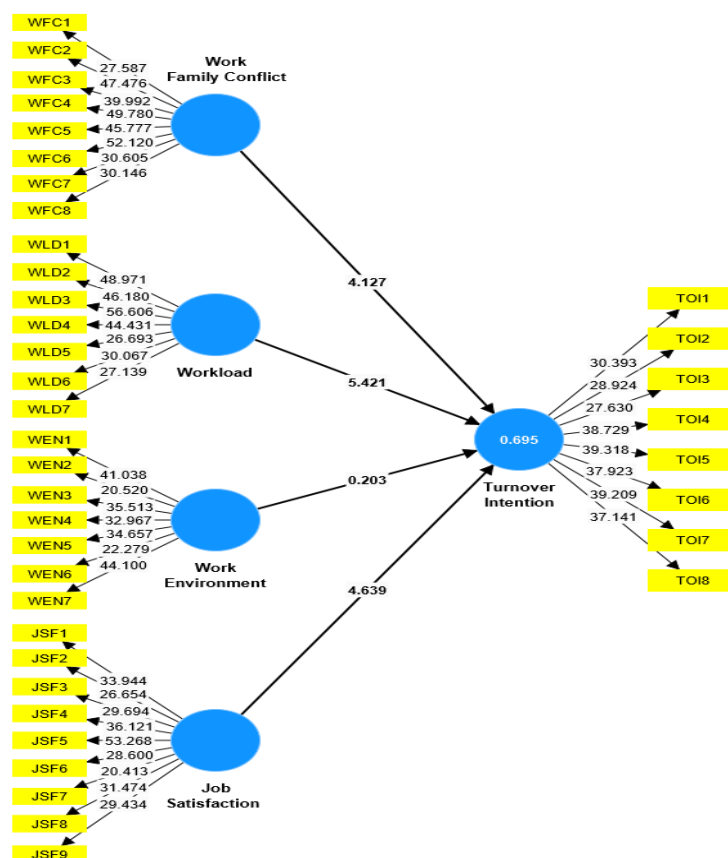 WFC1
WFC2
WFC3
WFC4
WFC5
WFC6
WFC7
WFC8
27.587
47.476
39.992
49.780
45.777
52.120
30.605
30.146
Work
Family Conflict
WLD1
WLD2
WLD3
WLD4
WLD5
WLD6
WLD7
48.971
46.180
56.606
44.431
26.693
30.067
27.139
Workload
WEN1
WEN2
WEN3
WEN4
WEN5
WEN6
WEN7
41.038
20.520
35.513
32.967
34.657
22.279
44.100
Work
Environment
JSF1
JSF2
JSF3
JSF4
JSF5
JSF6
JSF7
JSF8
JSF9
33.944
26.654
29.694
36.121
53.268
28.600
20.413
31.474
29.434
Job
Satisfaction
4.127
5.421
0.203
4.639
0.695
Turnover
Intention
30.393
28.924
27.630
38.729
39.318
37.923
39.209
37.141
TOI1
TOI2
TOI3
TOI4
TOI5
TOI6
TOI7
TOI8